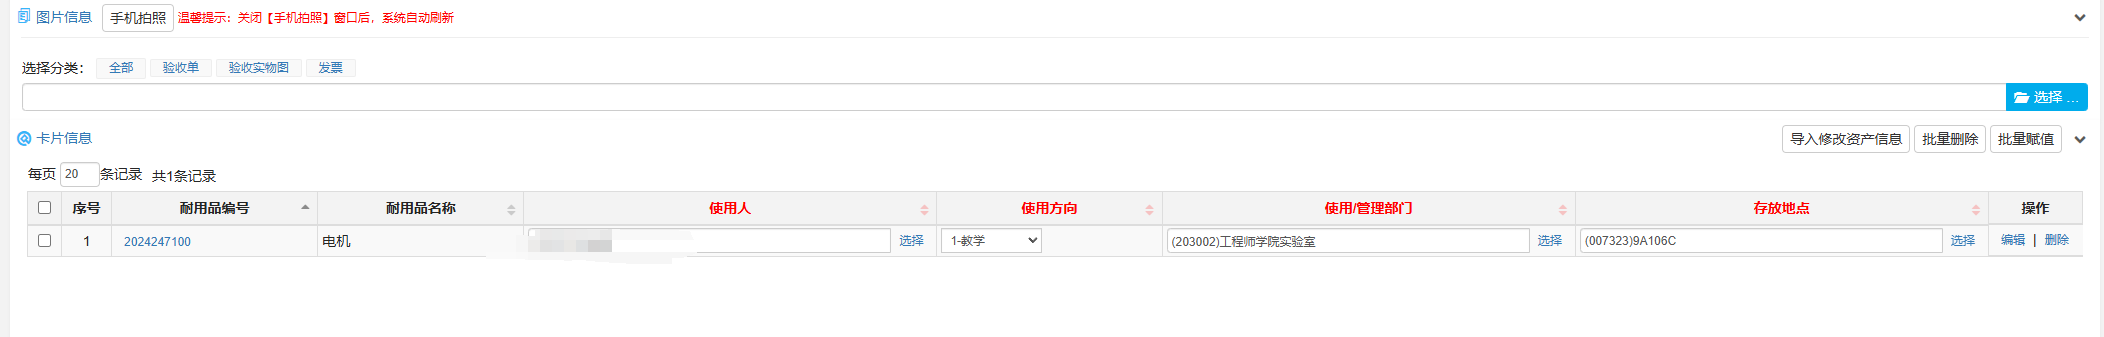 图片信息 手机拍照 温馨提示：关闭【手机拍照】窗口后，系统自动刷新
选择分类： 全部 验收单 验收实物图 发票
选择 ...
卡片信息 导入修改资产信息 批量删除 批量赋值
每页 20 条记录 共1条记录
序号 耐用品编号 耐用品名称 使用人 使用方向 使用/管理部门 存放地点 操作
1 2024247100 电机 选择 1-教学 (203002)工程师学院实验室 选择 (007323)9A106C 选择 编辑 | 删除